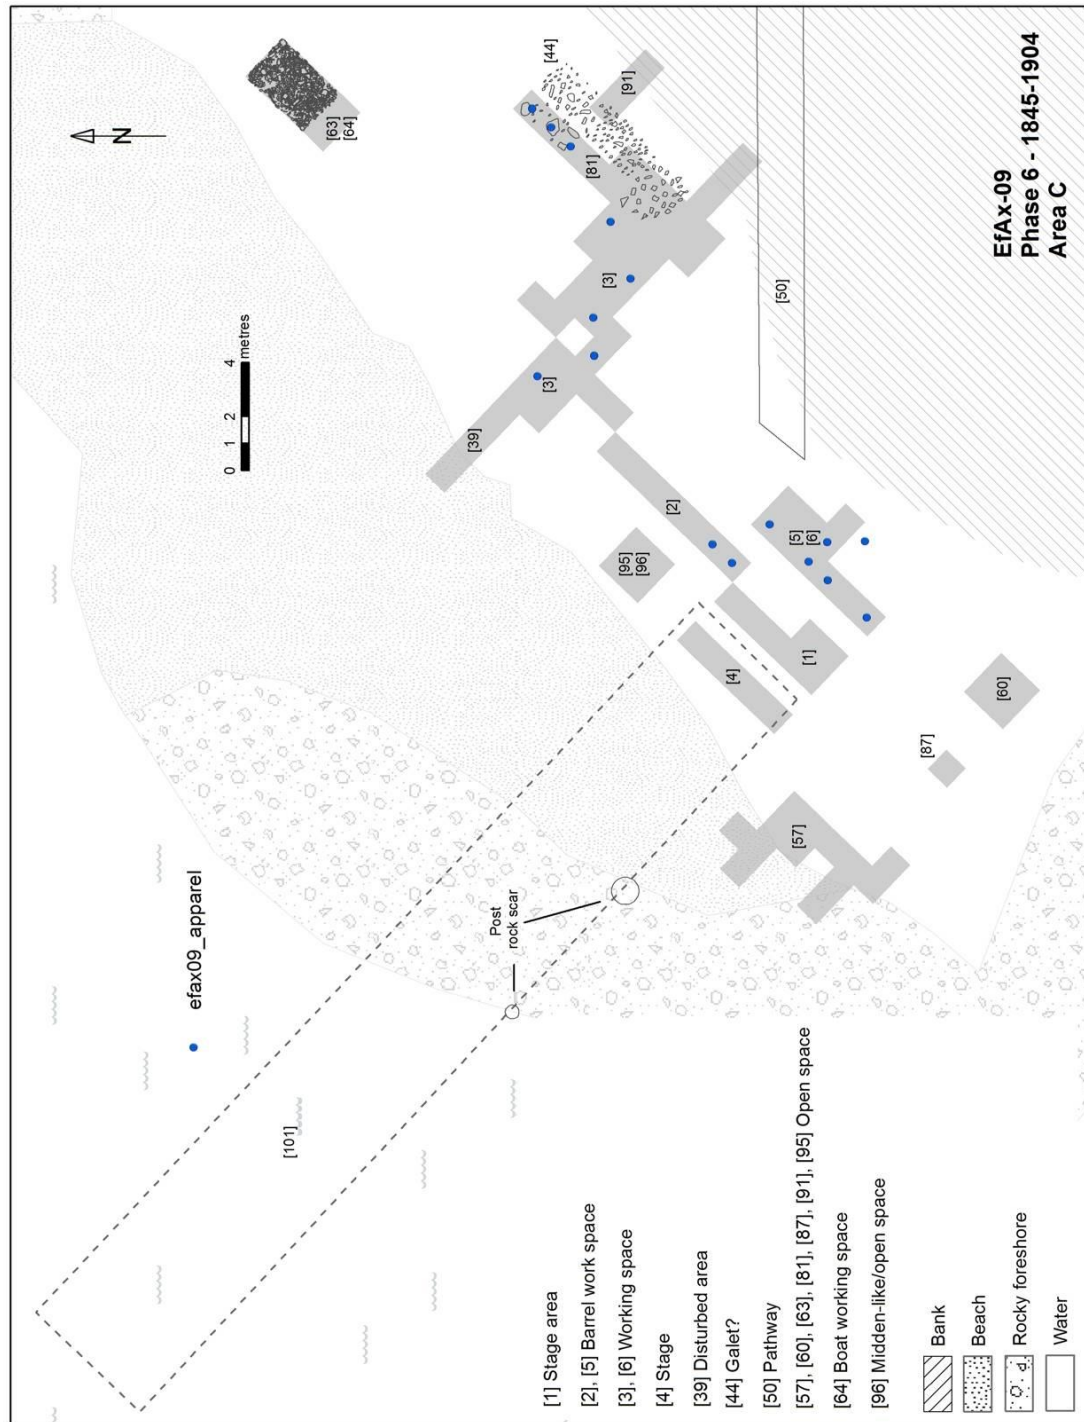 EfAx-09
Phase 6 - 1845-1904
Area C
N
0 1 2 4
metres
efax09_apparel
[63]
[64]
[44]
[91]
[81]
[3]
[3]
[39]
[50]
[2]
[95]
[96]
[5]
[6]
[4]
[1]
[60]
[87]
[57]
Post
rock scar
[101]
[1] Stage area
[2], [5] Barrel work space
[3], [6] Working space
[4] Stage
[39] Disturbed area
[44] Galet?
[50] Pathway
[57], [60], [63], [81], [87], [91], [95] Open space
[64] Boat working space
[96] Midden-like/open space
Bank
Beach
Rocky foreshore
Water